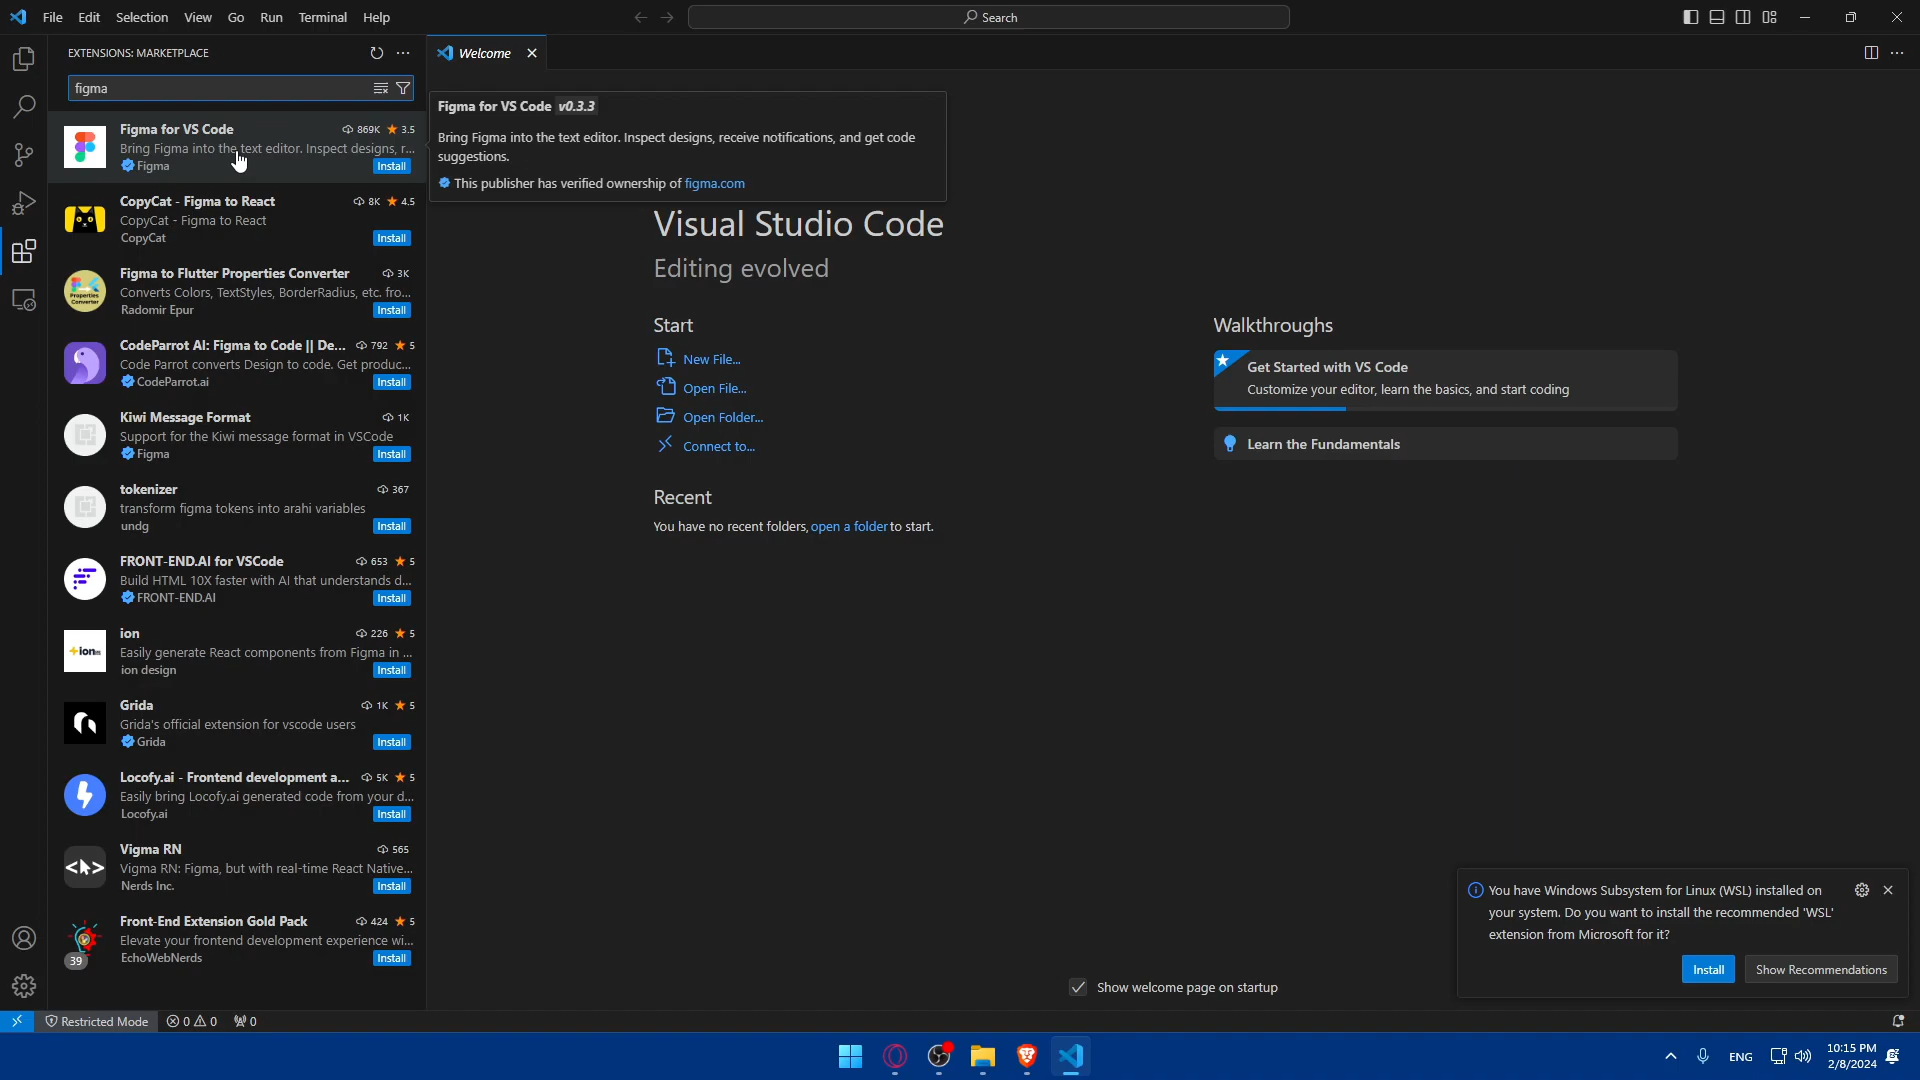 File Edit Selection View Go Run Terminal Help
Search
EXTENSIONS: MARKETPLACE
Welcome
figma
Figma for VS Code 869K 3.5
Bring Figma into the text editor. Inspect designs, r...
Figma Install
CopyCat - Figma to React 8K 4.5
CopyCat - Figma to React
CopyCat Install
Figma to Flutter Properties Converter 3K
Converts Colors, TextStyles, BorderRadius, etc. fro...
Radomir Epur Install
Properties
Converter
CodeParrot AI: Figma to Code || De... 792 5
Code Parrot converts Design to code. Get produc...
CodeParrot.ai Install
Kiwi Message Format 1K
Support for the Kiwi message format in VSCode
Figma Install
tokenizer 367
transform figma tokens into arahi variables
undg Install
FRONT-END.AI for VSCode 653 5
Build HTML 10X faster with AI that understands d...
FRONT-END.AI Install
ion 226 5
Easily generate React components from Figma in ...
ion design Install
ion
Grida 1K 5
Grida's official extension for vscode users
Grida Install
Locofy.ai - Frontend development a... 5K 5
Easily bring Locofy.ai generated code from your d...
Locofy.ai Install
Vigma RN 565
Vigma RN: Figma, but with real-time React Native...
Nerds Inc. Install
Front-End Extension Gold Pack 424 5
Elevate your frontend development experience wi...
EchoWebNerds Install
39
Figma for VS Code v0.3.3
Bring Figma into the text editor. Inspect designs, receive notifications, and get code
suggestions.
This publisher has verified ownership of figma.com
Visual Studio Code
Editing evolved
Start
New File...
Open File...
Open Folder...
Connect to...
Recent
You have no recent folders, open a folder to start.
Walkthroughs
Get Started with VS Code
Customize your editor, learn the basics, and start coding
Learn the Fundamentals
Show welcome page on startup
You have Windows Subsystem for Linux (WSL) installed on
your system. Do you want to install the recommended 'WSL'
extension from Microsoft for it?
Install Show Recommendations
Restricted Mode 0 0 0
ENG
10:15 PM
2/8/2024